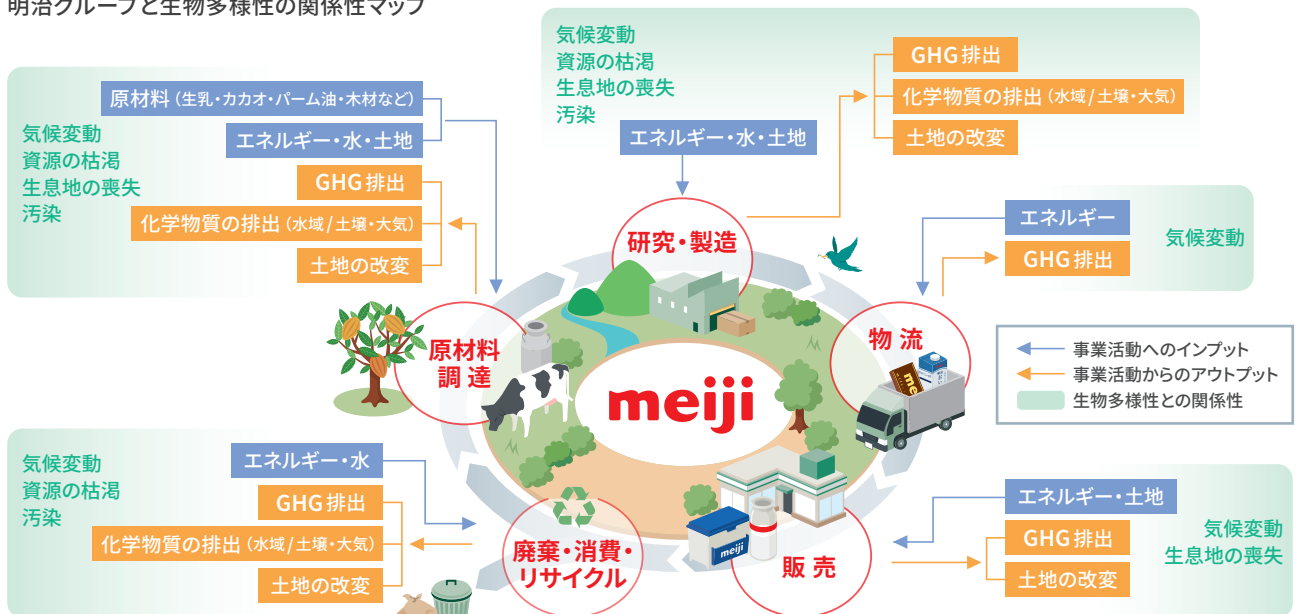 明治グループと生物多様性の関係性マップ
気候変動
資源の枯渇
生息地の喪失
汚染
原材料（生乳・カカオ・パーム油・木材など）
エネルギー・水・土地
GHG排出
化学物質の排出（水域/土壌・大気）
土地の改変
気候変動
資源の枯渇
生息地の喪失
汚染
エネルギー・水・土地
GHG排出
化学物質の排出（水域/土壌・大気）
土地の改変
エネルギー
GHG排出
気候変動
研究・製造
物流
原材料
調達
meiji
事業活動へのインプット
事業活動からのアウトプット
生物多様性との関係性
気候変動
資源の枯渇
汚染
エネルギー・水
GHG排出
化学物質の排出（水域/土壌・大気）
土地の改変
廃棄・消費・
リサイクル
meiji
販売
エネルギー・土地
GHG排出
土地の改変
気候変動
生息地の喪失